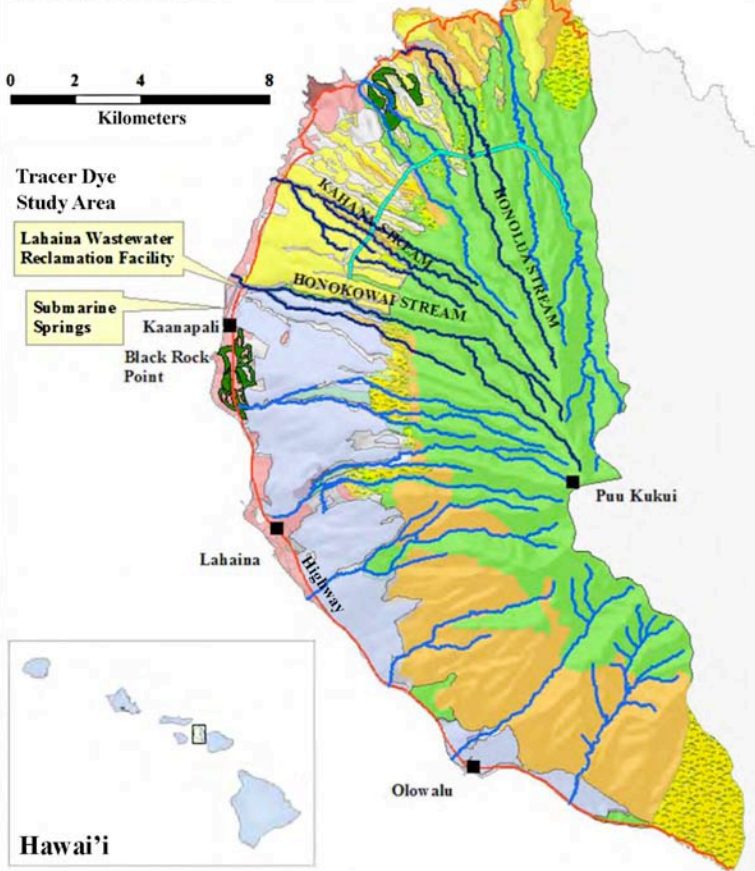 0 2 4 8
Kilometers
Tracer Dye
Study Area
Lahaina Wastewater
Reclamation Facility
Submarine
Springs
Kaanapali
Black Rock
Point
KAHANA STREAM
HONOLUA STREAM
HONOKOWAI STREAM
Puu Kukui
Lahaina
Highway
Olowalu
Hawai'i